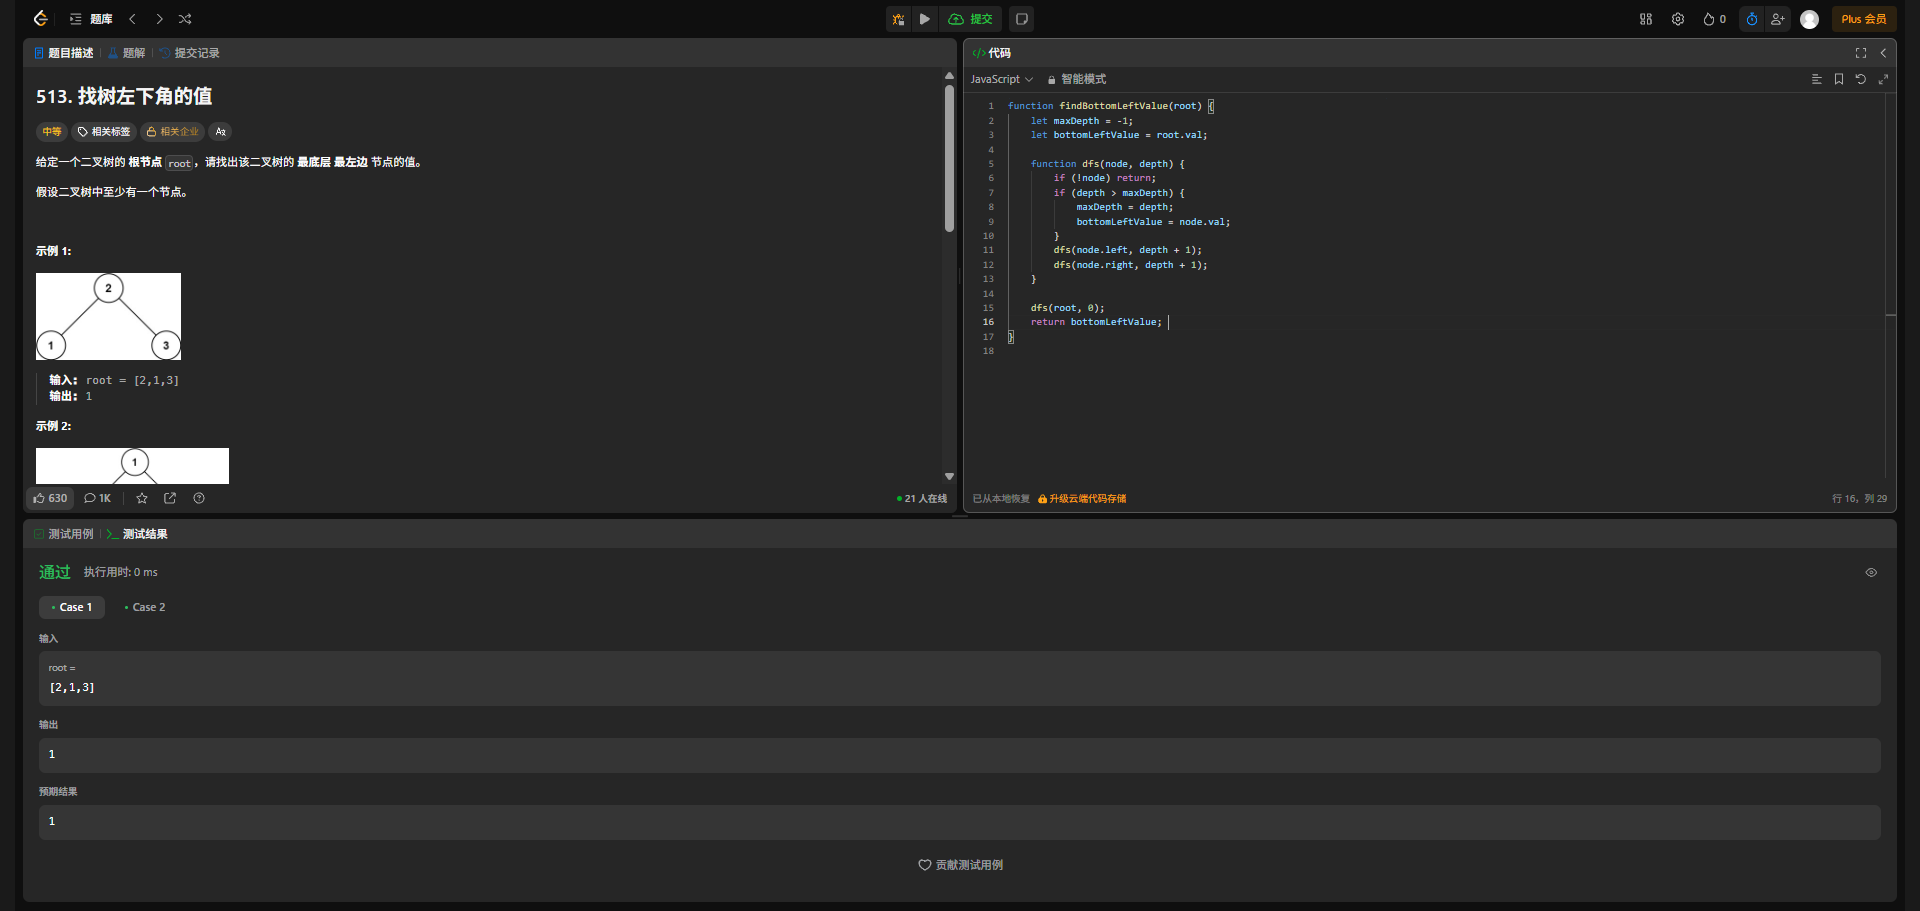 题库
提交
0
Plus 会员
题目描述
题解
提交记录
513. 找树左下角的值
中等
相关标签
相关企业
给定一个二叉树的 根节点 root，请找出该二叉树的 最底层 最左边 节点的值。
假设二叉树中至少有一个节点。
示例 1:
2
1
3
输入: root = [2,1,3]
输出: 1
示例 2:
1
630
1K
21 人在线
</>代码
JavaScript
智能模式
1 function findBottomLeftValue(root) {
2 let maxDepth = -1;
3 let bottomLeftValue = root.val;
4
5 function dfs(node, depth) {
6 if (!node) return;
7 if (depth > maxDepth) {
8 maxDepth = depth;
9 bottomLeftValue = node.val;
10 }
11 dfs(node.left, depth + 1);
12 dfs(node.right, depth + 1);
13 }
14
15 dfs(root, 0);
16 return bottomLeftValue;
17 }
18
已从本地恢复
升级云端代码存储
行 16，列 29
测试用例
测试结果
通过
执行用时: 0 ms
Case 1
Case 2
输入
root =
[2,1,3]
输出
1
预期结果
1
贡献测试用例